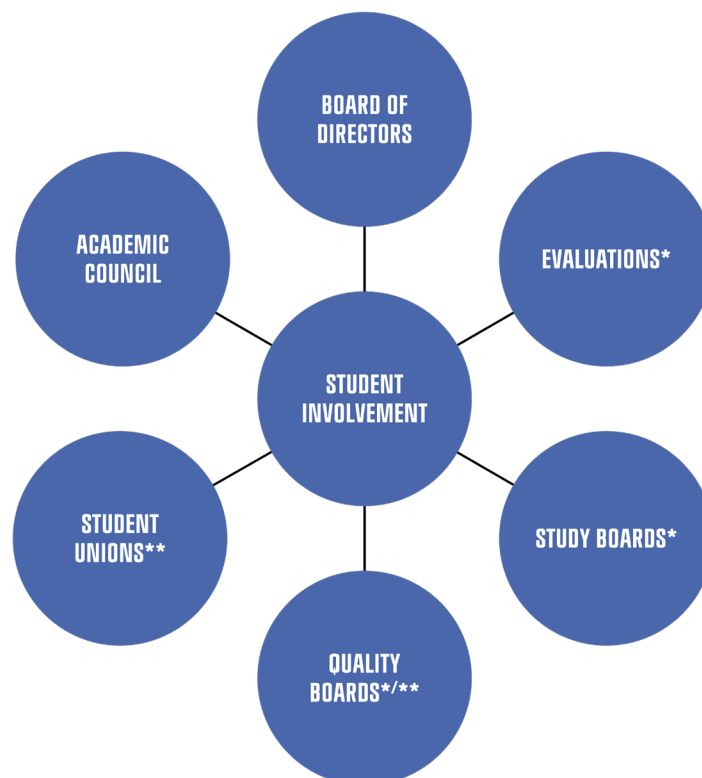 BOARD OF
DIRECTORS
ACADEMIC
COUNCIL
EVALUATIONS*
STUDENT
INVOLVEMENT
STUDENT
UNIONS**
STUDY BOARDS*
QUALITY
BOARDS*/**